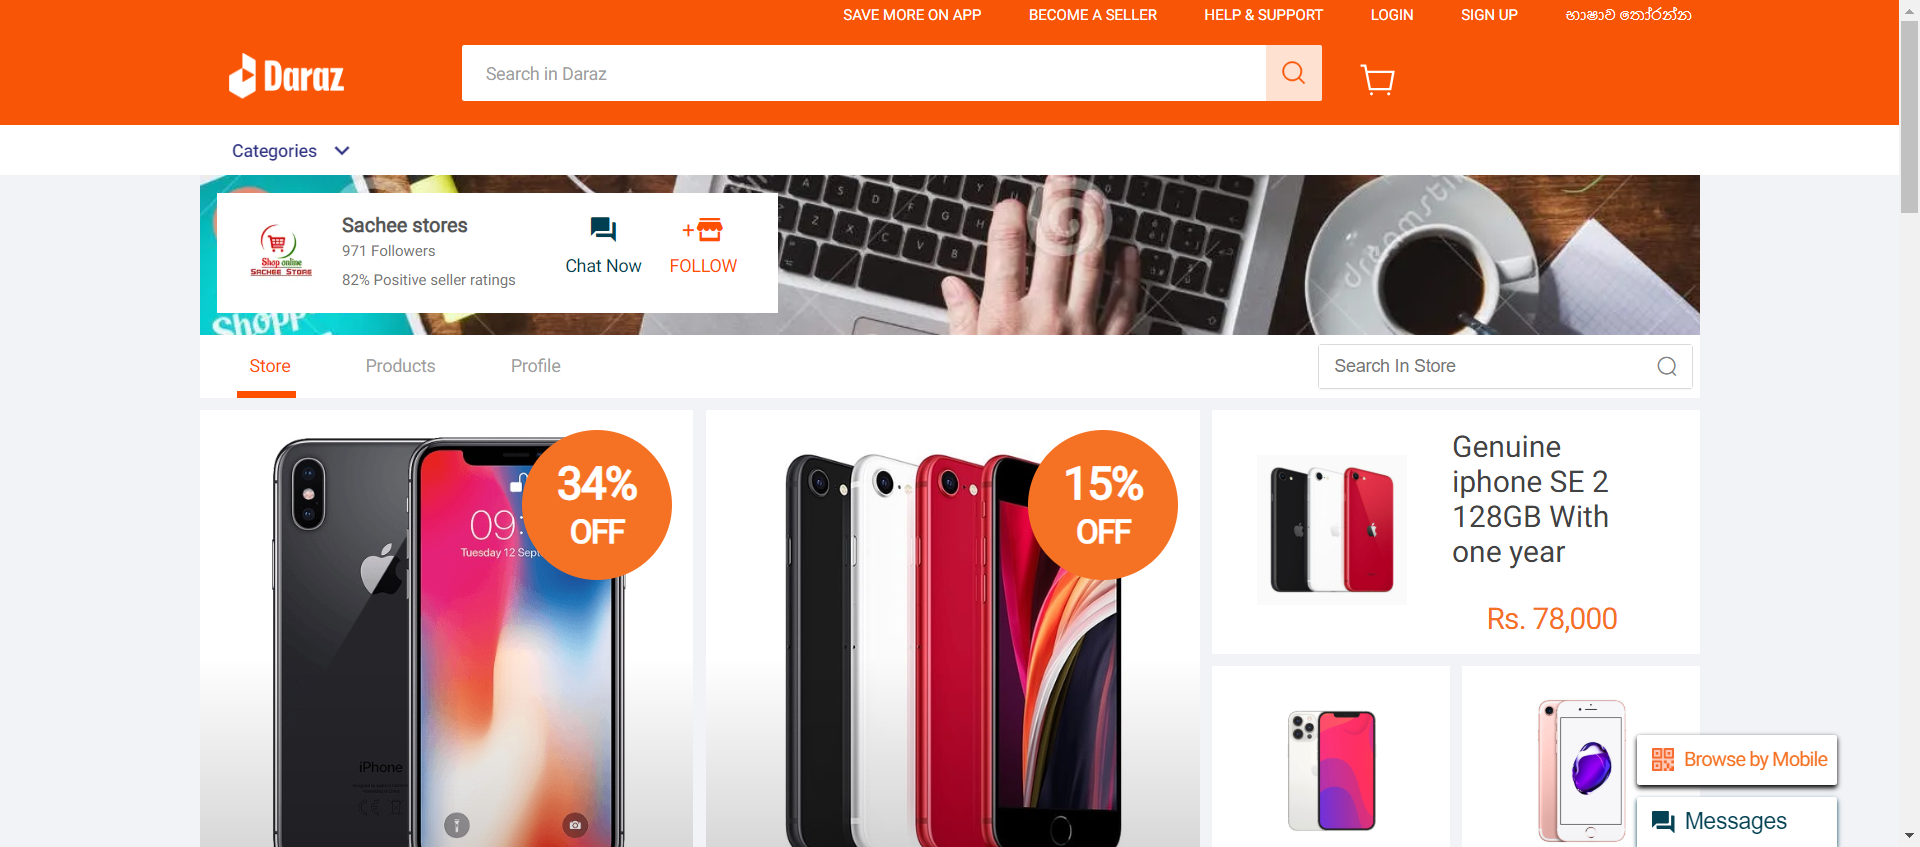 SAVE MORE ON APP
BECOME A SELLER
HELP & SUPPORT
LOGIN
SIGN UP
භාෂාව තෝරන්න
Daraz
Search in Daraz
Categories
Shop online
SACHEE STORE
Sachee stores
971 Followers
82% Positive seller ratings
Chat Now
+
FOLLOW
dreamstime
Shopp
Store
Products
Profile
Search In Store
34%
OFF
09:
Tuesday 12 Sept
iPhone
15%
OFF
Genuine
iphone SE 2
128GB With
one year
Rs. 78,000
Browse by Mobile
Messages